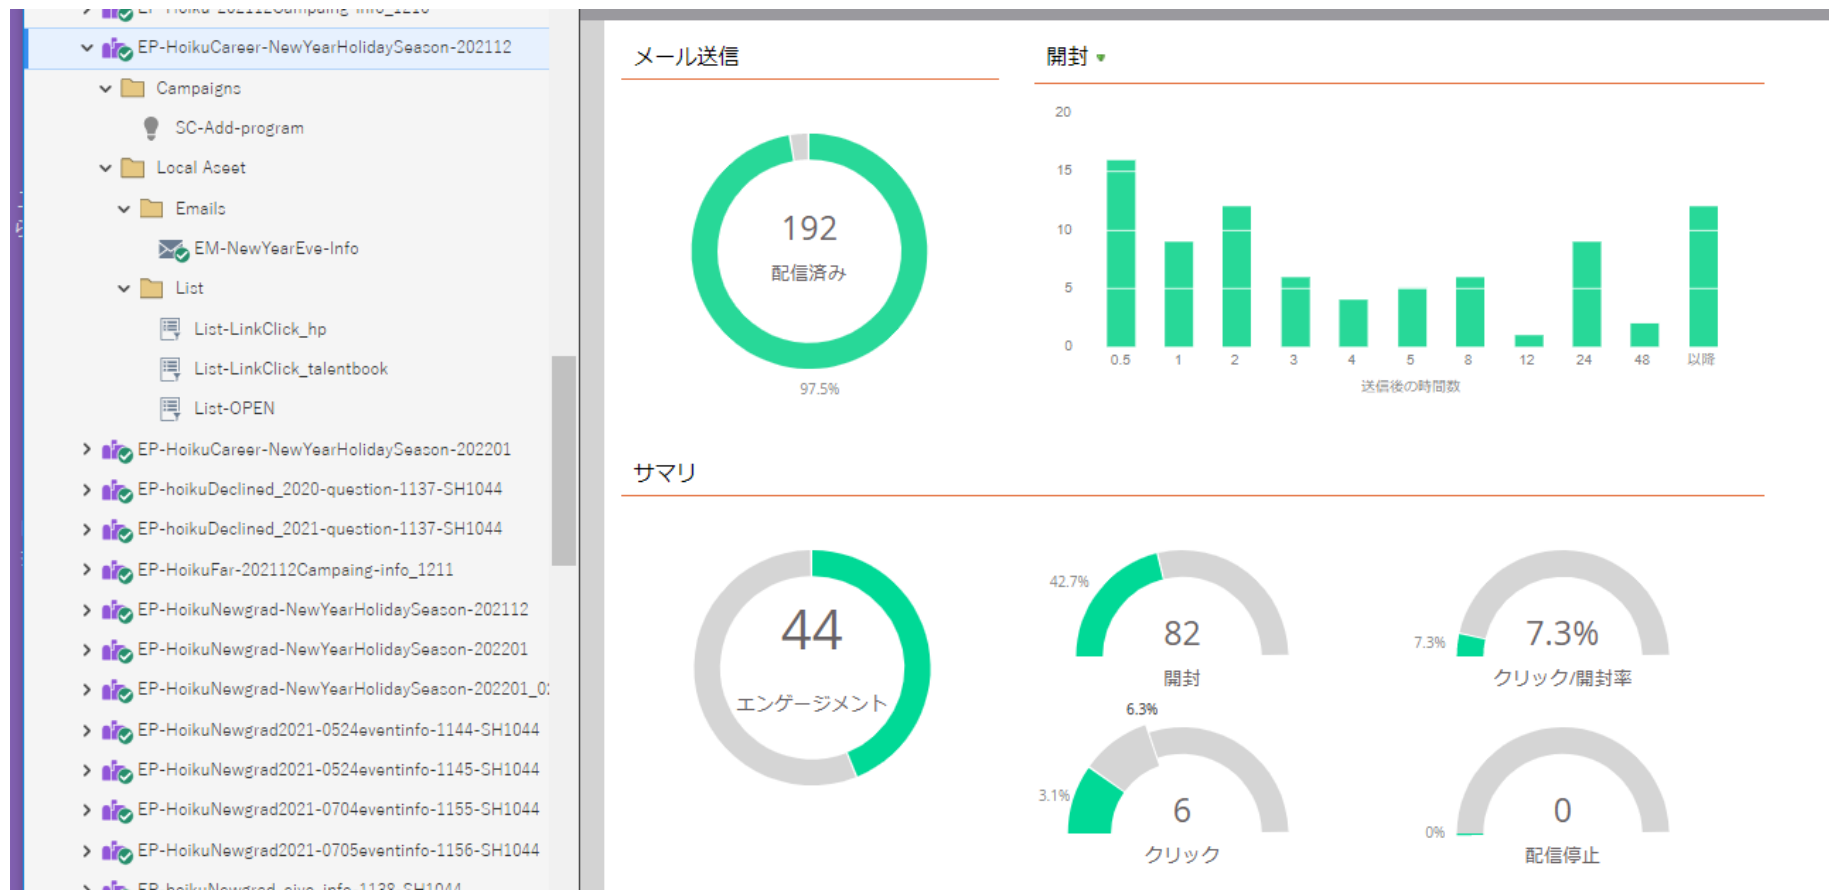 EP-HoikuCareer-NewYearHolidaySeason-202112
Campaigns
SC-Add-program
Local Aseet
Emails
EM-NewYearEve-Info
List
List-LinkClick_hp
List-LinkClick_talentbook
List-OPEN
EP-HoikuCareer-NewYearHolidaySeason-202201
EP-hoikuDeclined_2020-question-1137-SH1044
EP-hoikuDeclined_2021-question-1137-SH1044
EP-HoikuFar-202112Campaing-info_1211
EP-HoikuNewgrad-NewYearHolidaySeason-202112
EP-HoikuNewgrad-NewYearHolidaySeason-202201
EP-HoikuNewgrad-NewYearHolidaySeason-202201_0
EP-HoikuNewgrad2021-0524eventinfo-1144-SH1044
EP-HoikuNewgrad2021-0524eventinfo-1145-SH1044
EP-HoikuNewgrad2021-0704eventinfo-1155-SH1044
EP-HoikuNewgrad2021-0705eventinfo-1156-SH1044
メール送信
192
配信済み
97.5%
開封
20
15
10
5
0
0.5 1 2 3 4 5 8 12 24 48 以降
送信後の時間数
サマリ
44
エンゲージメント
42.7%
82
開封
7.3%
7.3%
クリック/開封率
6.3%
3.1%
6
クリック
0%
0
配信停止